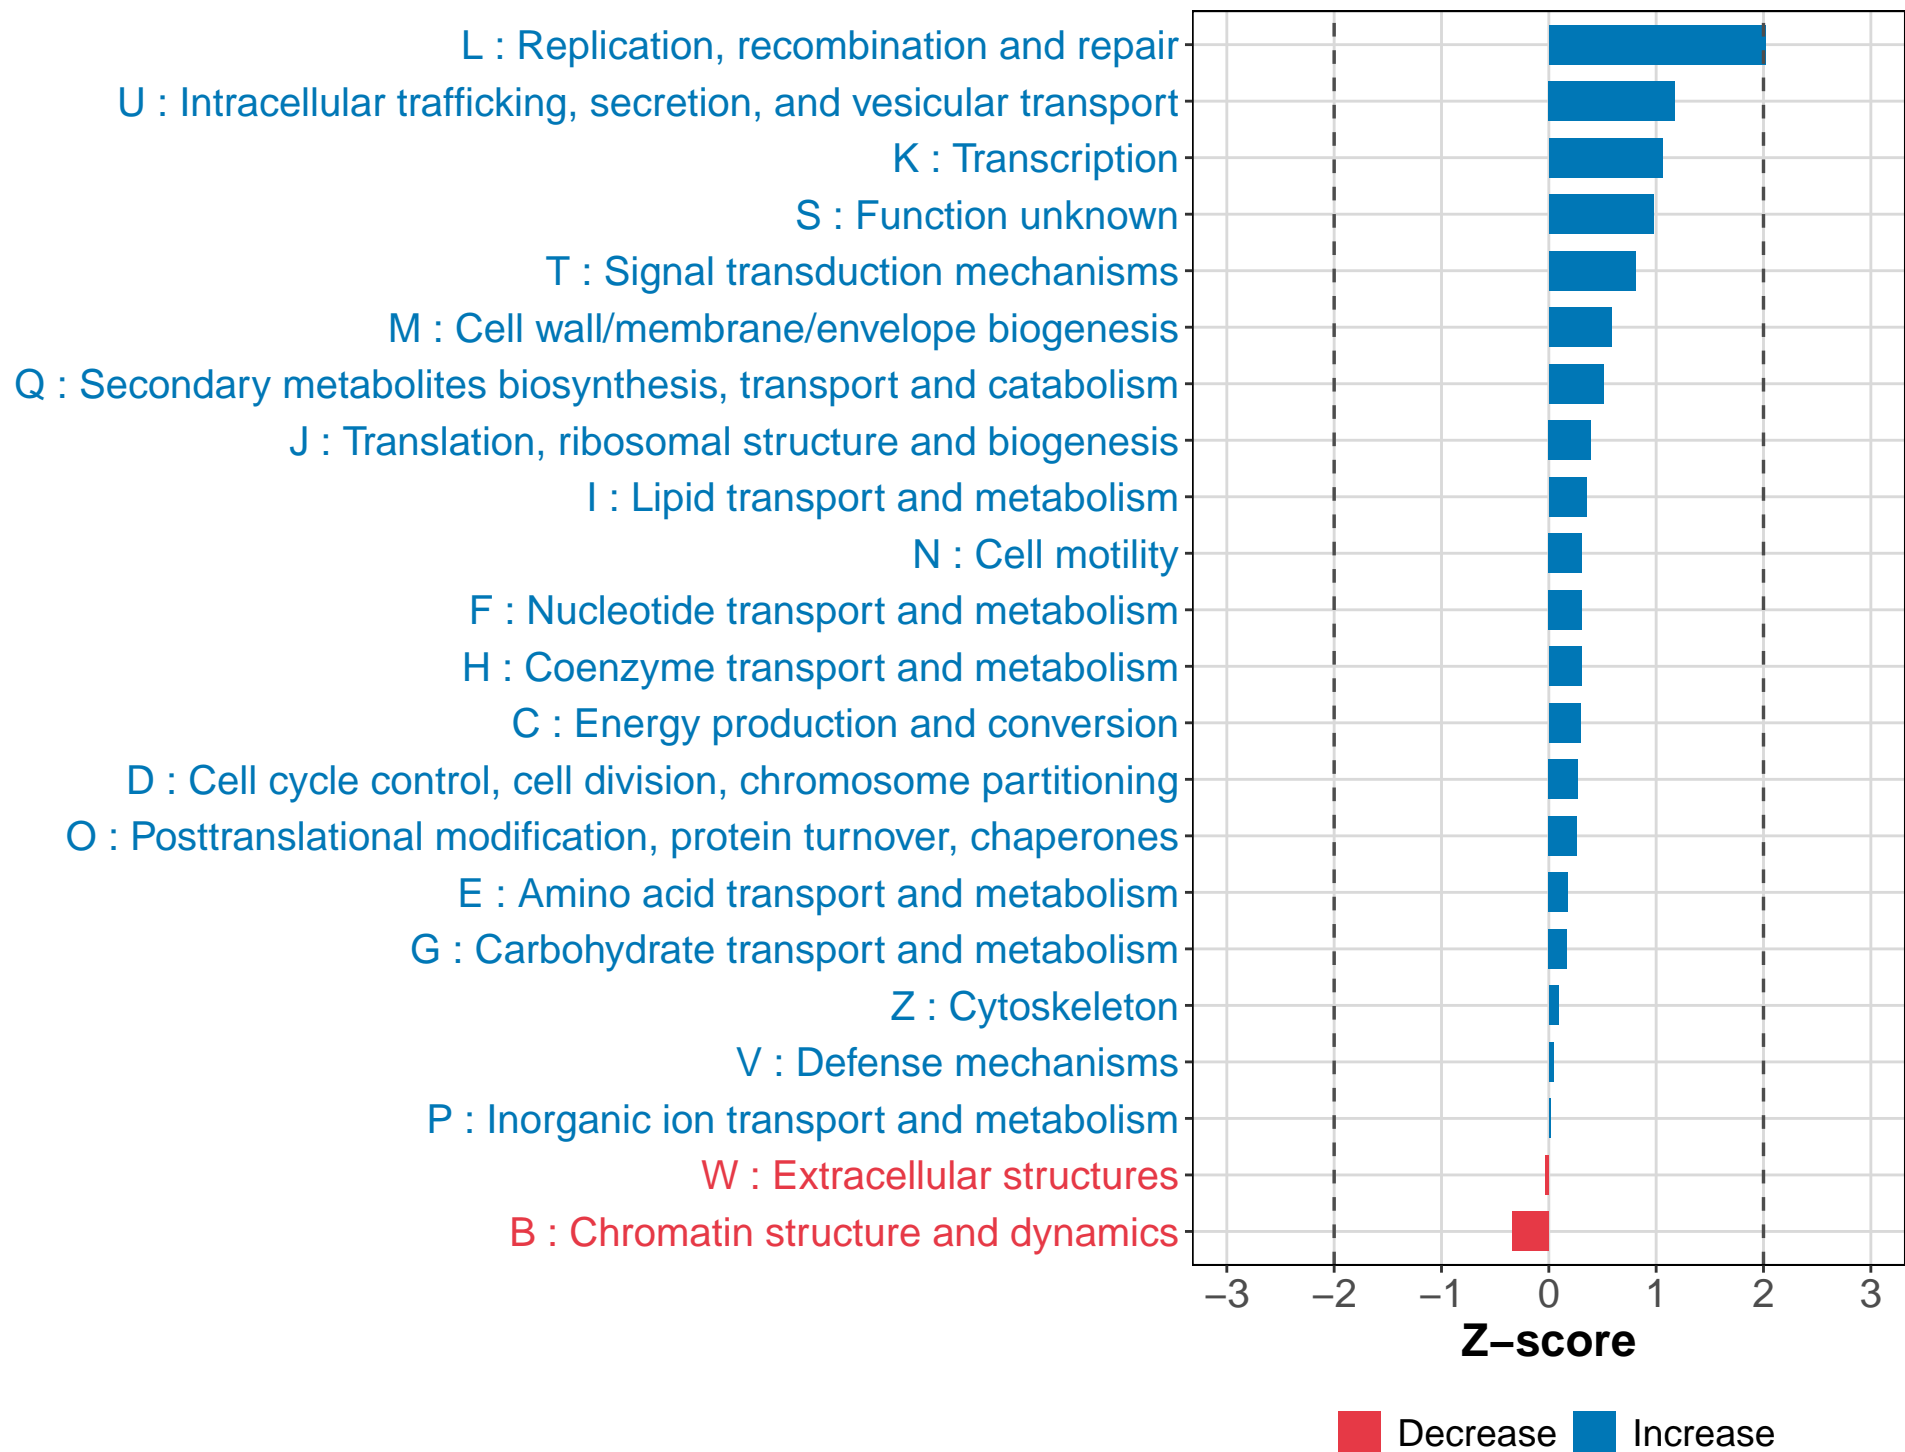 L : Replication, recombination and repair
U : Intracellular trafficking, secretion, and vesicular transport
K : Transcription
S : Function unknown
T : Signal transduction mechanisms
M : Cell wall/membrane/envelope biogenesis
Q : Secondary metabolites biosynthesis, transport and catabolism
J : Translation, ribosomal structure and biogenesis
I : Lipid transport and metabolism
N : Cell motility
F : Nucleotide transport and metabolism
H : Coenzyme transport and metabolism
C : Energy production and conversion
D : Cell cycle control, cell division, chromosome partitioning
O : Posttranslational modification, protein turnover, chaperones
E : Amino acid transport and metabolism
G : Carbohydrate transport and metabolism
Z : Cytoskeleton
V : Defense mechanisms
P : Inorganic ion transport and metabolism
W : Extracellular structures
B : Chromatin structure and dynamics
−3 −2 −1 0 1 2 3
Z−score
Decrease Increase